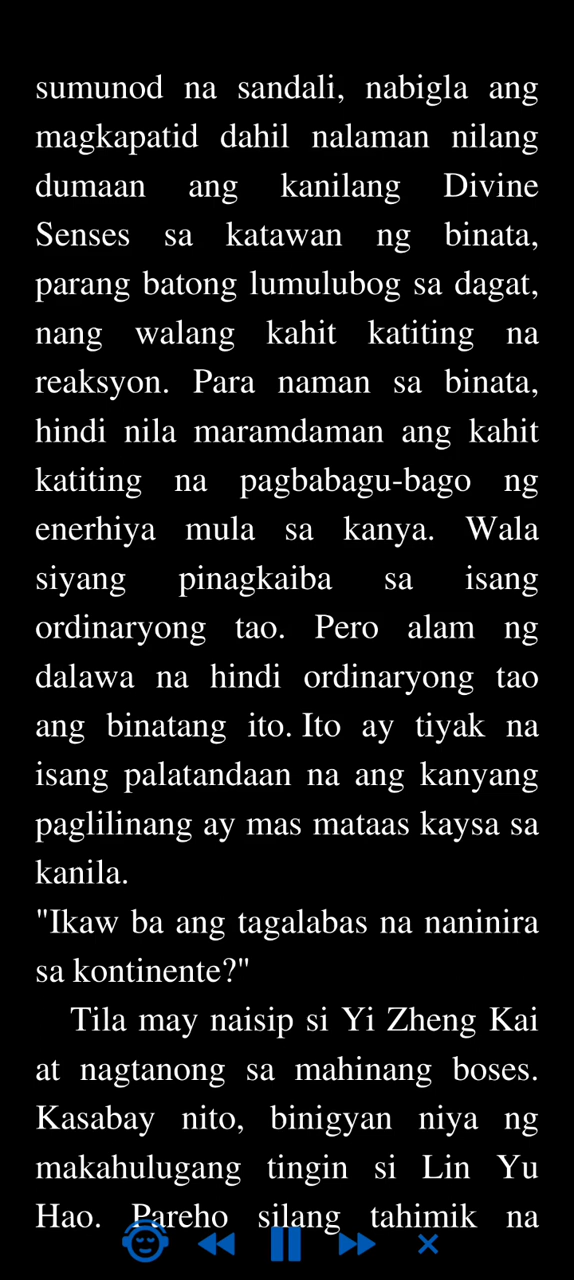 sumunod na sandali, nabigla ang
magkapatid dahil nalaman nilang
dumaan ang kanilang Divine
Senses sa katawan ng binata,
parang batong lumulubog sa dagat,
nang walang kahit katiting na
reaksyon. Para naman sa binata,
hindi nila maramdaman ang kahit
katiting na pagbabagu-bago ng
enerhiya mula sa kanya. Wala
siyang pinagkaiba sa isang
ordinaryong tao. Pero alam ng
dalawa na hindi ordinaryong tao
ang binatang ito. Ito ay tiyak na
isang palatandaan na ang kanyang
paglilinang ay mas mataas kaysa sa
kanila.
"Ikaw ba ang tagalabas na naninira
sa kontinente?"
Tila may naisip si Yi Zheng Kai
at nagtanong sa mahinang boses.
Kasabay nito, binigyan niya ng
makahulugang tingin si Lin Yu
Hao. Pareho silang tahimik na